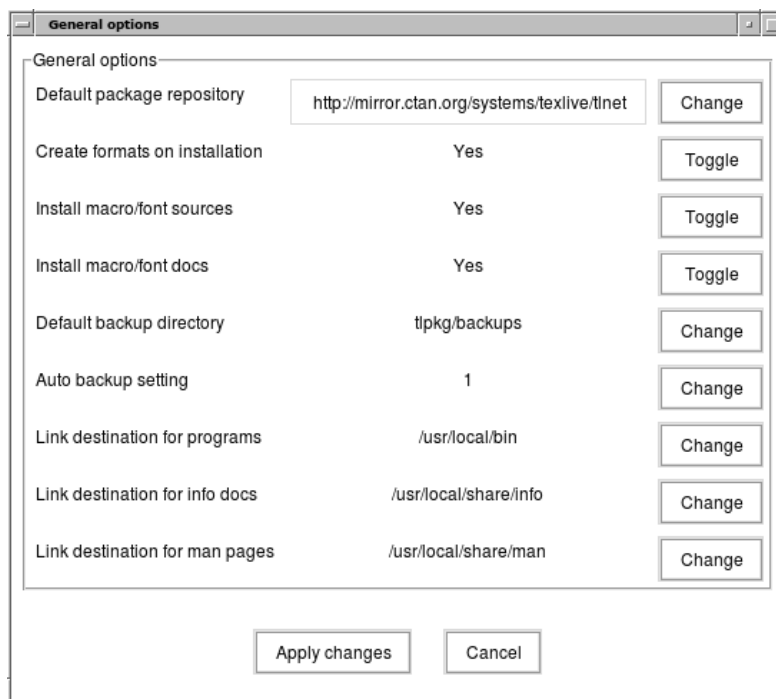 General options
General options
Default package repository http://mirror.ctan.org/systems/texlive/tlnet Change
Create formats on installation Yes Toggle
Install macro/font sources Yes Toggle
Install macro/font docs Yes Toggle
Default backup directory tlpkg/backups Change
Auto backup setting 1 Change
Link destination for programs /usr/local/bin Change
Link destination for info docs /usr/local/share/info Change
Link destination for man pages /usr/local/share/man Change
Apply changes Cancel